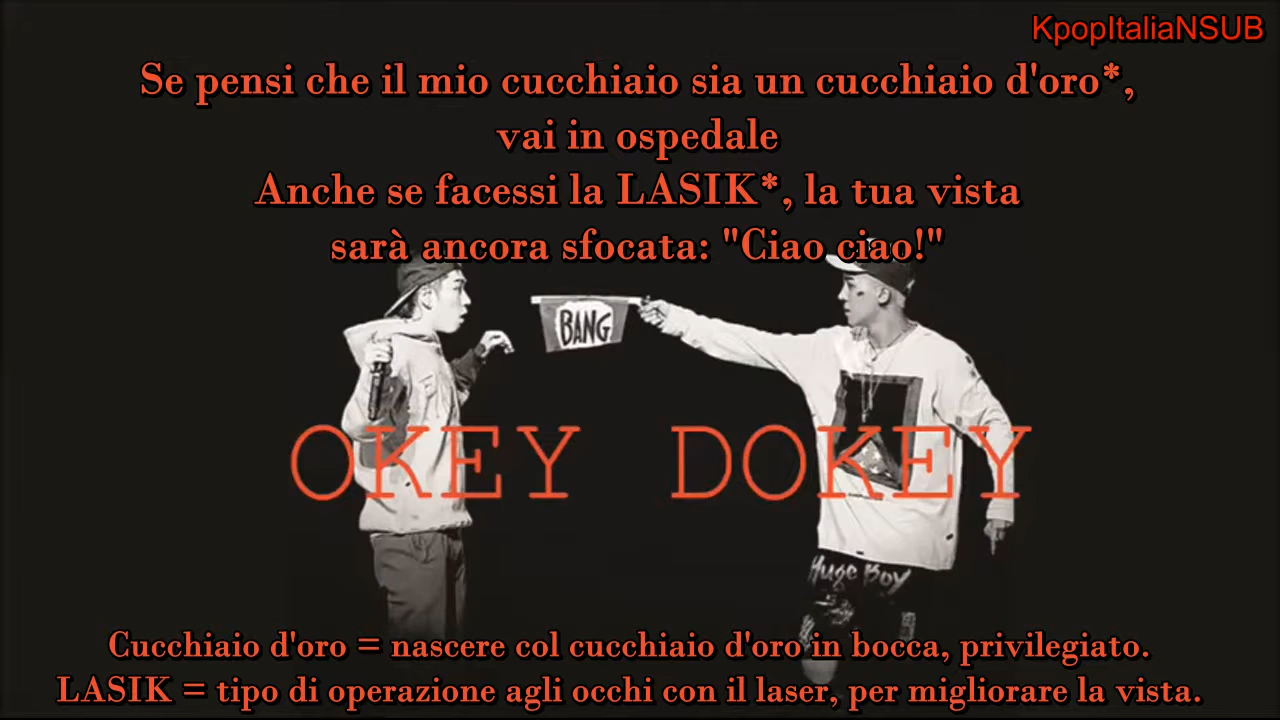 KpopItaliaNSUB
Se pensi che il mio cucchiaio sia un cucchiaio d'oro*,
vai in ospedale
Anche se facessi la LASIK*, la tua vista
sarà ancora sfocata: "Ciao ciao!"
BANG
OKEY DOKEY
Huge Boy
Cucchiaio d'oro = nascere col cucchiaio d'oro in bocca, privilegiato.
LASIK = tipo di operazione agli occhi con il laser, per migliorare la vista.